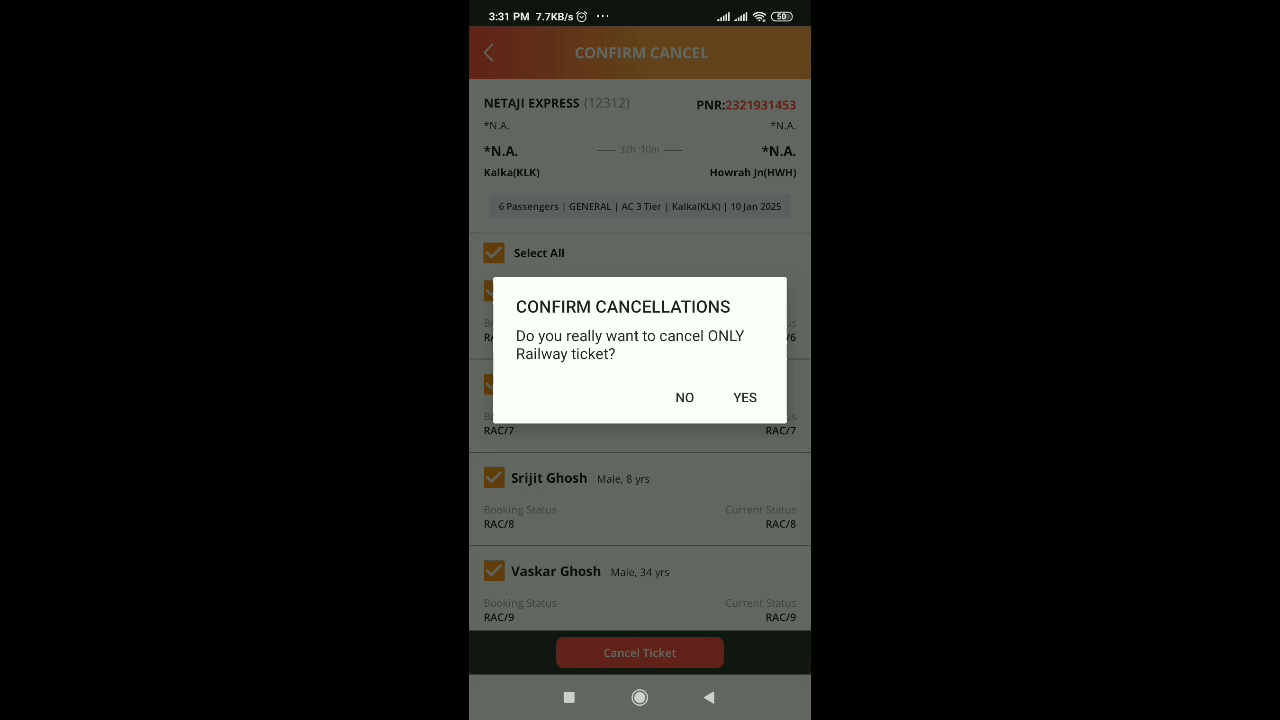 3:31 PM 7.7KB/s ... 50
CONFIRM CANCEL
NETAJI EXPRESS (12312) PNR:2321931453
*N.A. *N.A.
*N.A. 32h :10m *N.A.
Kalka(KLK) Howrah Jn(HWH)
6 Passengers | GENERAL | AC 3 Tier | Kalka(KLK) | 10 Jan 2025
Select All
CONFIRM CANCELLATIONS
Do you really want to cancel ONLY
Railway ticket?
NO YES
RAC/7 RAC/7
Srijit Ghosh Male, 8 yrs
Booking Status Current Status
RAC/8 RAC/8
Vaskar Ghosh Male, 34 yrs
Booking Status Current Status
RAC/9 RAC/9
Cancel Ticket